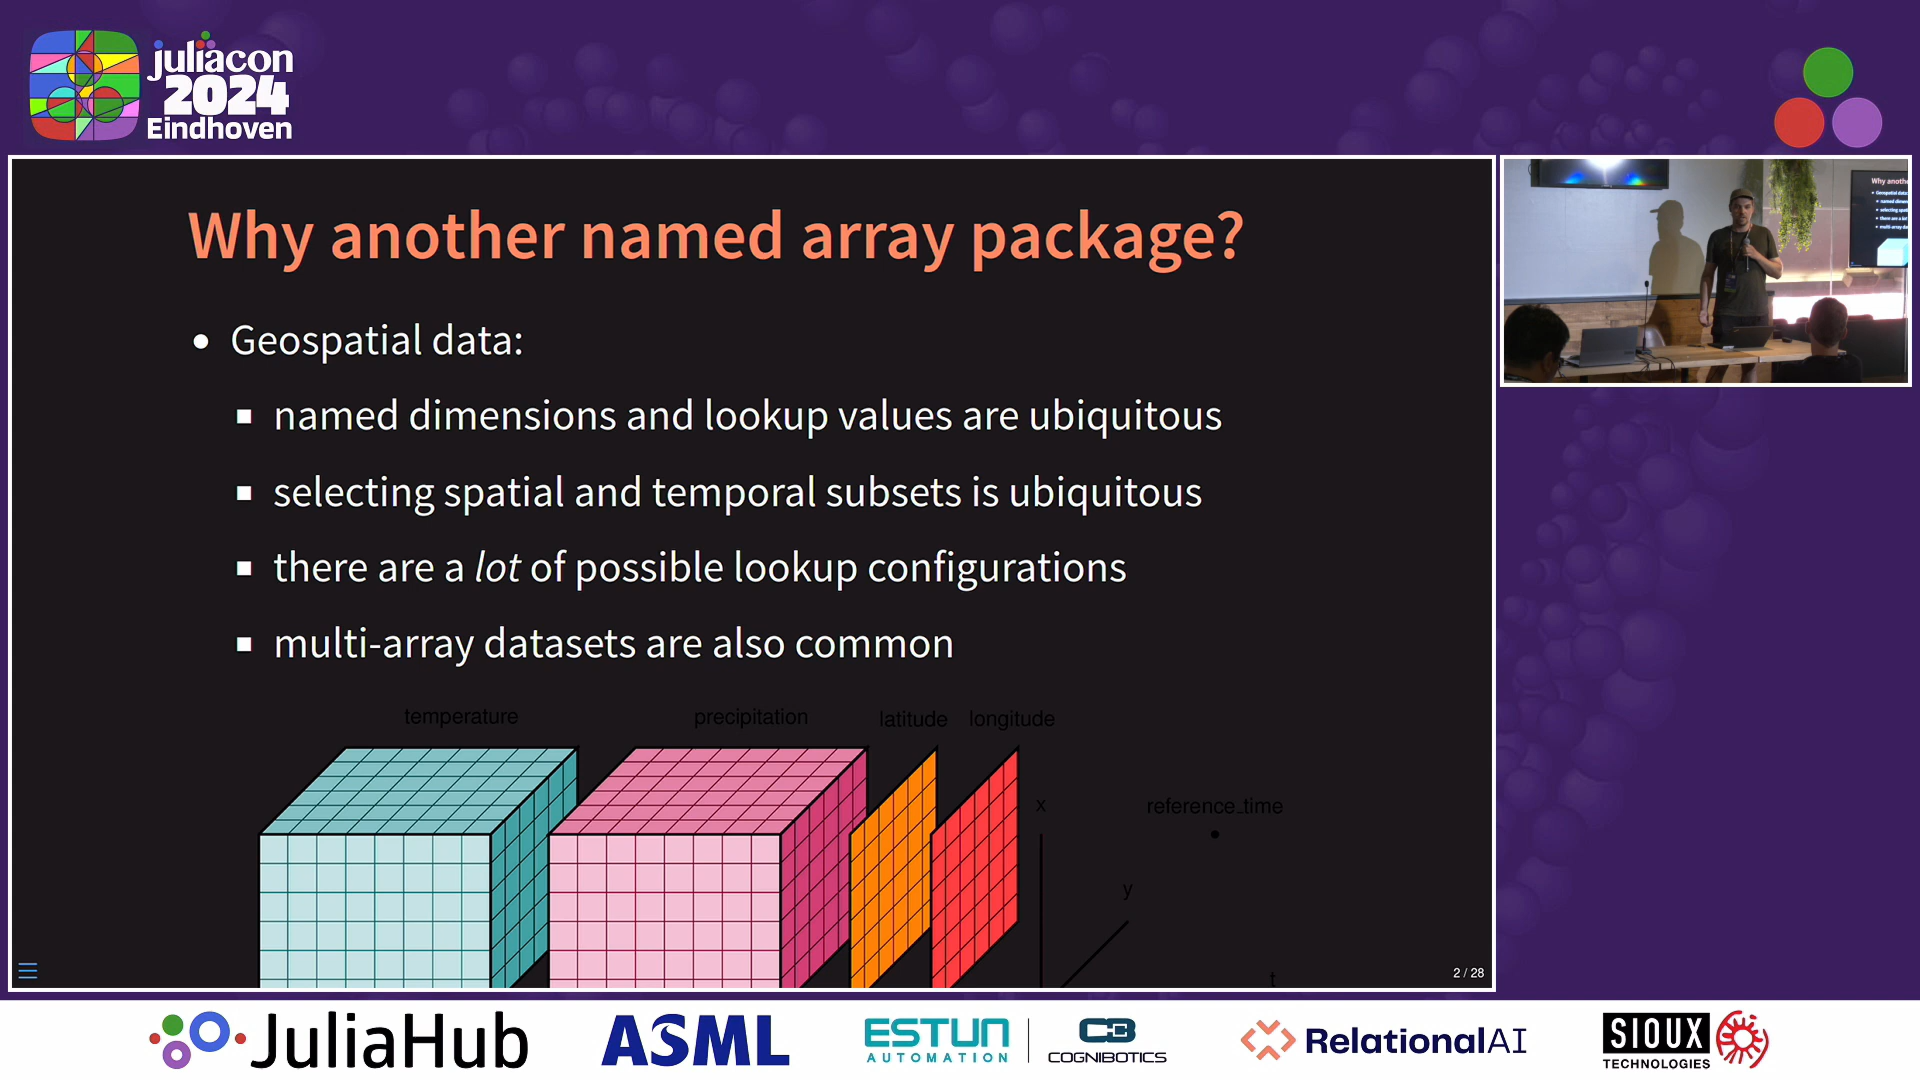 juliacon
2024
Eindhoven
Why another named array package?
Geospatial data:
named dimensions and lookup values are ubiquitous
selecting spatial and temporal subsets is ubiquitous
there are a lot of possible lookup configurations
multi-array datasets are also common
temperature precipitation latitude longitude
x reference_time
y
t
2 / 28
JuliaHub
ASML
ESTUN
AUTOMATION
COGNIBOTICS
RelationalAI
SIOUX
TECHNOLOGIES